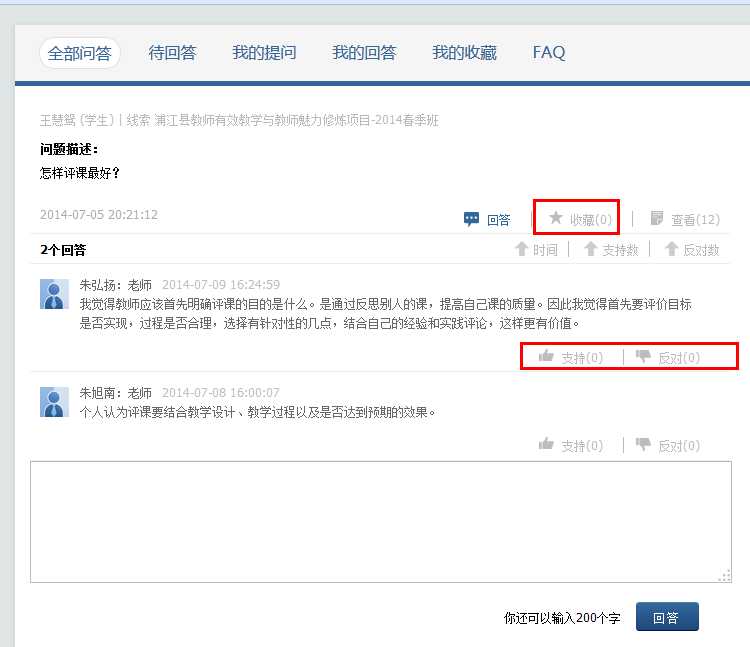 全部问答 待回答 我的提问 我的回答 我的收藏 FAQ
王慧鸳 (学生) | 线索 浦江县教师有效教学与教师魅力修炼项目-2014春季班
问题描述：
怎样评课最好？
2014-07-05 20:21:12 回答 | 收藏(0) | 查看(12)
2个回答 时间 | 支持数 | 反对数
朱弘扬：老师 2014-07-09 16:24:59
我觉得教师应该首先明确评课的目的是什么。是通过反思别人的课，提高自己课的质量。因此我觉得首先要评价目标
是否实现，过程是否合理，选择有针对性的几点，结合自己的经验和实践评论，这样更有价值。
支持(0) | 反对(0)
朱旭南：老师 2014-07-08 16:00:07
个人认为评课要结合教学设计、教学过程以及是否达到预期的效果。
支持(0) | 反对(0)
你还可以输入200个字 回答